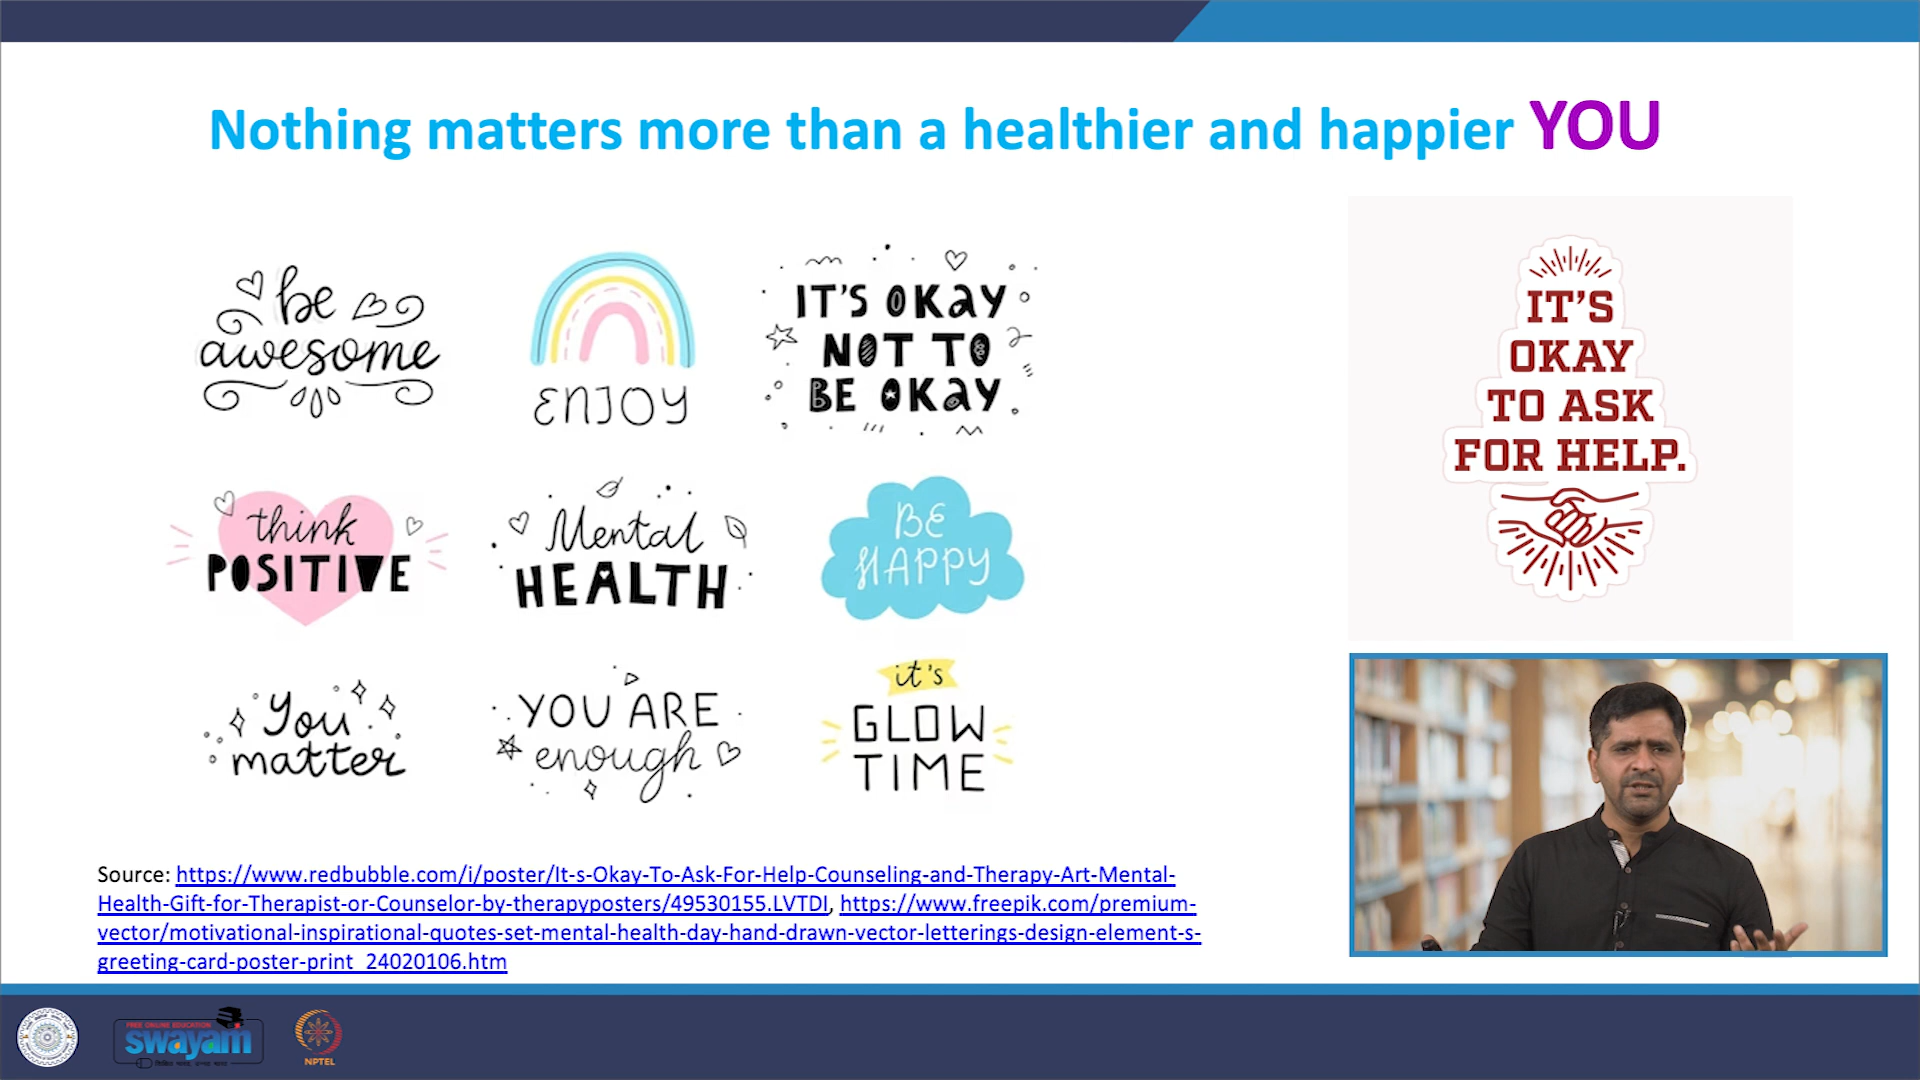 Nothing matters more than a healthier and happier YOU
be
awesome
ENJOY
IT'S OKAY
NOT TO
BE OKAY
think
POSITIVE
Mental
HEALTH
BE
HAPPY
You
matter
YOU ARE
enough
it's
GLOW
TIME
IT'S
OKAY
TO ASK
FOR HELP.
Source: https://www.redbubble.com/i/poster/It-s-Okay-To-Ask-For-Help-Counseling-and-Therapy-Art-Mental-
Health-Gift-for-Therapist-or-Counselor-by-therapyposters/49530155.LVTDI, https://www.freepik.com/premium-
vector/motivational-inspirational-quotes-set-mental-health-day-hand-drawn-vector-letterings-design-element-s-
greeting-card-poster-print_24020106.htm
FREE ONLINE EDUCATION
swayam
NPTEL